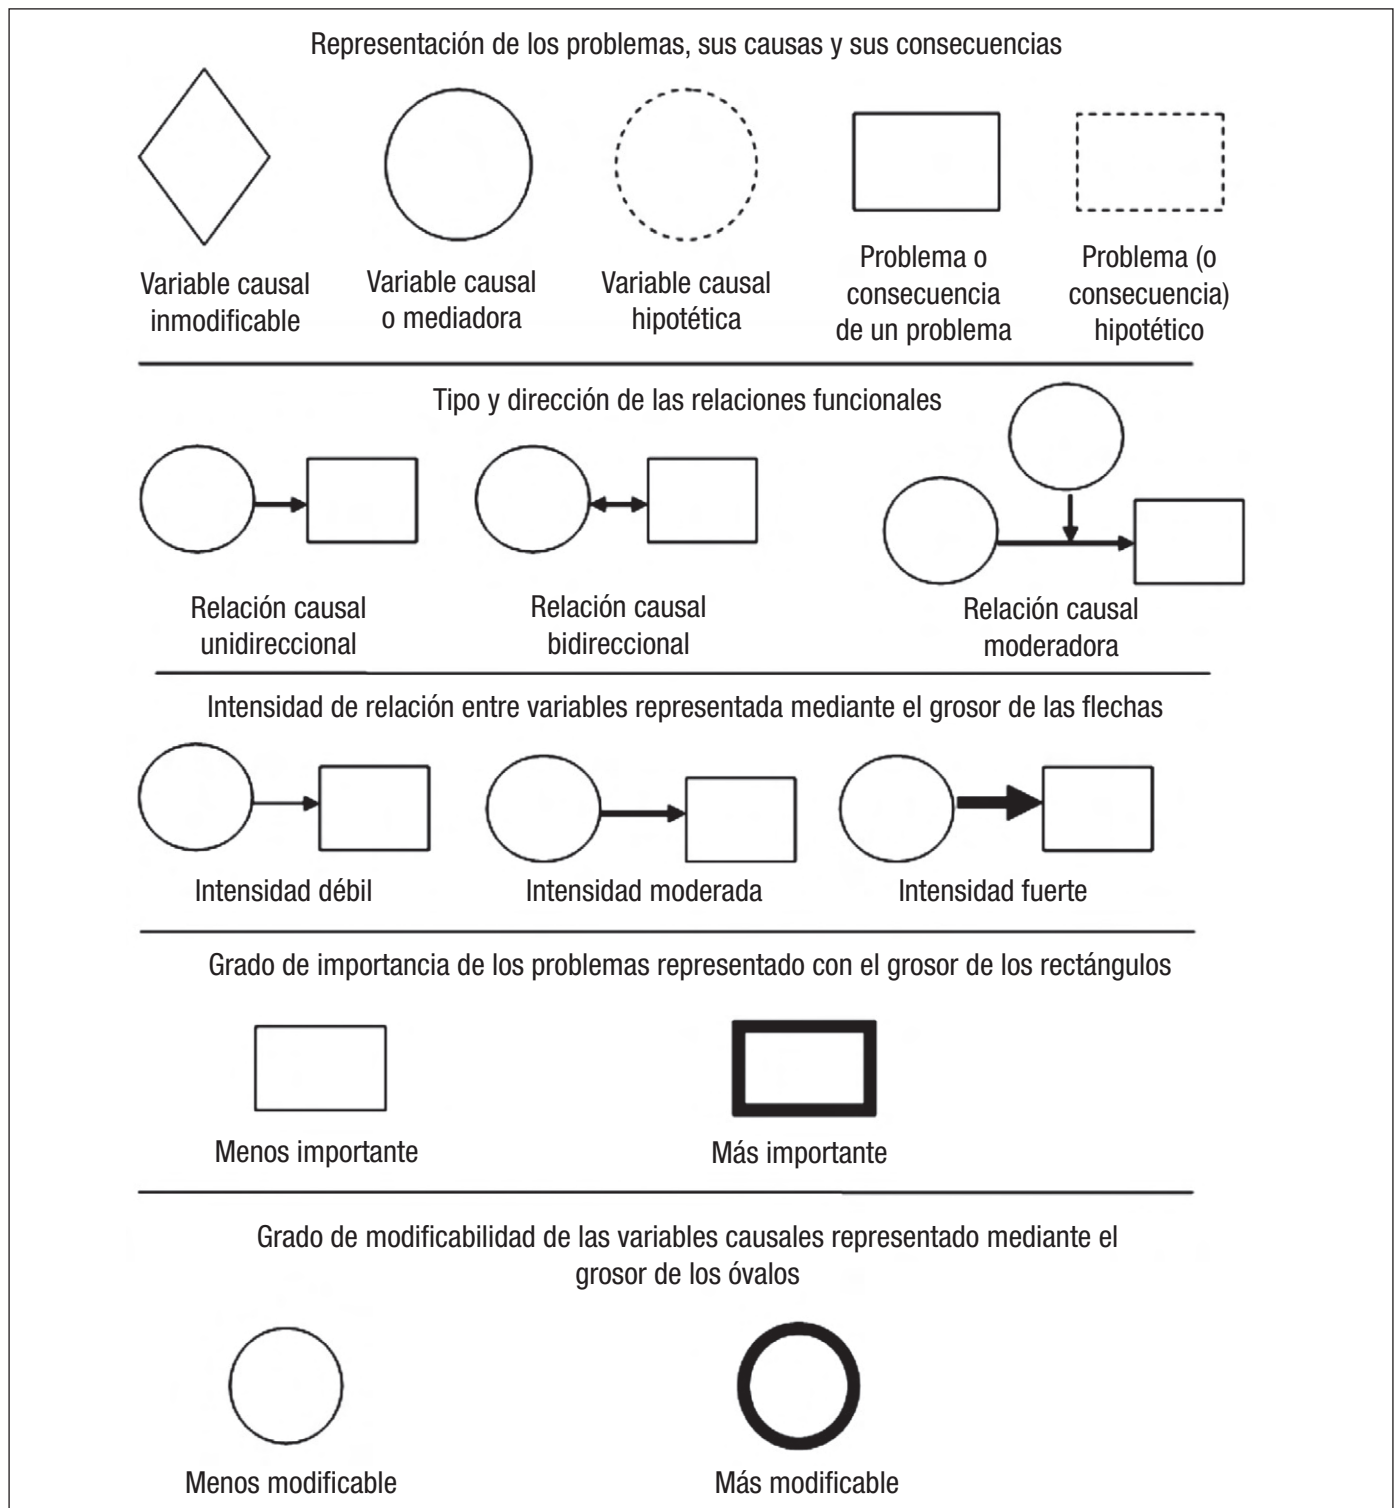 Representación de los problemas, sus causas y sus consecuencias
Variable causal
inmodificable
Variable causal
o mediadora
Variable causal
hipotética
Problema o
consecuencia
de un problema
Problema (o
consecuencia)
hipotético
Tipo y dirección de las relaciones funcionales
Relación causal
unidireccional
Relación causal
bidireccional
Relación causal
moderadora
Intensidad de relación entre variables representada mediante el grosor de las flechas
Intensidad débil
Intensidad moderada
Intensidad fuerte
Grado de importancia de los problemas representado con el grosor de los rectángulos
Menos importante
Más importante
Grado de modificabilidad de las variables causales representado mediante el
grosor de los óvalos
Menos modificable
Más modificable